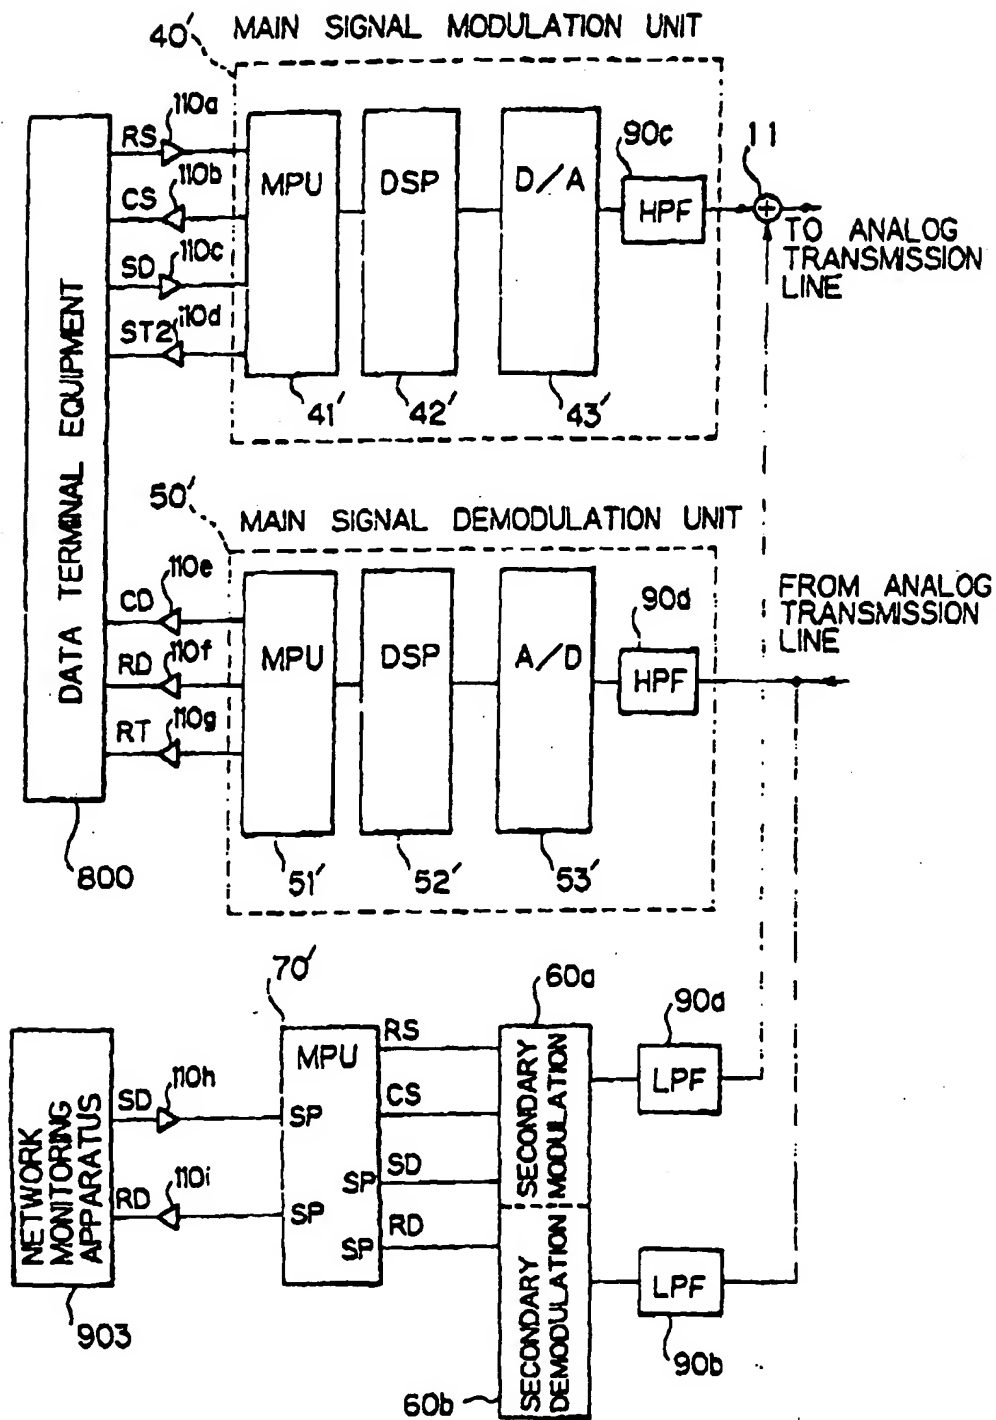 40' MAIN SIGNAL MODULATION UNIT
RS 110a
CS 110b
SD 110c
ST2 110d
MPU
DSP
D/A
90c
HPF
11
TO ANALOG
TRANSMISSION
LINE
41'
42'
43'
DATA TERMINAL EQUIPMENT
50' MAIN SIGNAL DEMODULATION UNIT
CD 110e
RD 110f
RT 110g
MPU
DSP
A/D
90d
HPF
FROM ANALOG
TRANSMISSION
LINE
800
51'
52'
53'
70'
60a
90a
NETWORK
MONITORING
APPARATUS
SD 110h
RD 110i
MPU
SP
SP
SP
SP
RS
CS
SD
RD
SECONDARY
MODULATION
SECONDARY
DEMODULATION
LPF
LPF
903
60b
90b